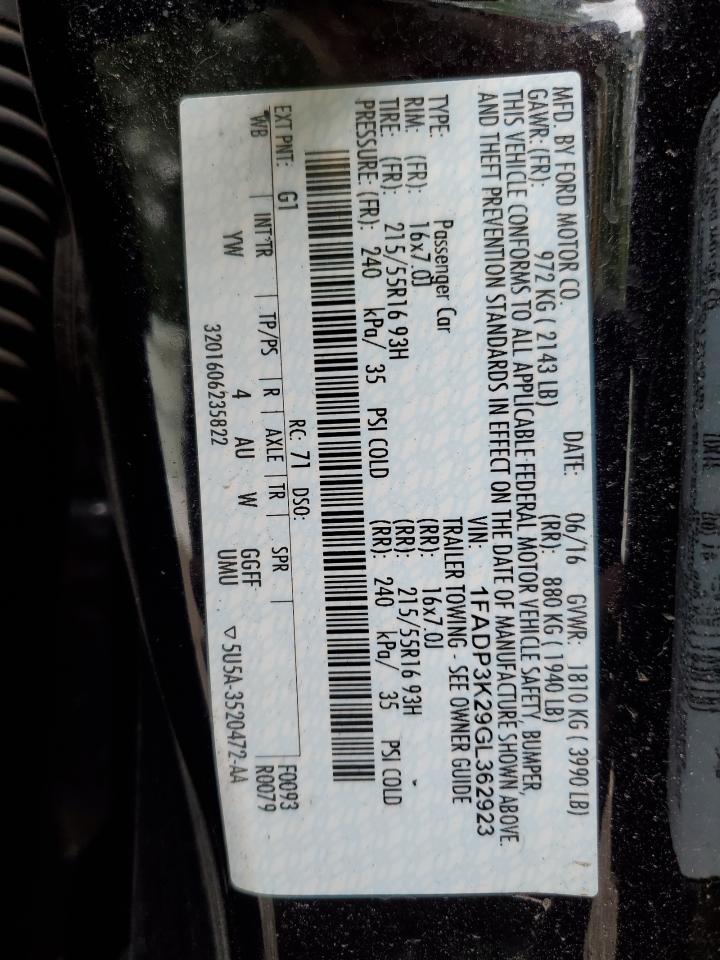 MFD. BY FORD MOTOR CO. DATE: 06/16 GVWR: 1810 KG ( 3990 LB)
GAWR: (FR): 972 KG ( 2143 LB) (RR): 880 KG ( 1940 LB)
THIS VEHICLE CONFORMS TO ALL APPLICABLE FEDERAL MOTOR VEHICLE SAFETY, BUMPER,
AND THEFT PREVENTION STANDARDS IN EFFECT ON THE DATE OF MANUFACTURE SHOWN ABOVE.
VIN: 1FADP3K29GL362923
TYPE: Passenger Car TRAILER TOWING - SEE OWNER GUIDE
RIM: (FR): 16x7.0J (RR): 16x7.0J
TIRE: (FR): 215/55R16 93H (RR): 215/55R16 93H
PRESSURE: (FR): 240 kPa/ 35 PSI COLD (RR): 240 kPa/ 35 PSI COLD
EXT PNT: G1 RC: 71 DSO: F0093
WB INT TR TP/PS R AXLE TR SPR R0079
YW 4 AU W GGFF
UMU
3201606235822 ▽5U5A-3520472-AA